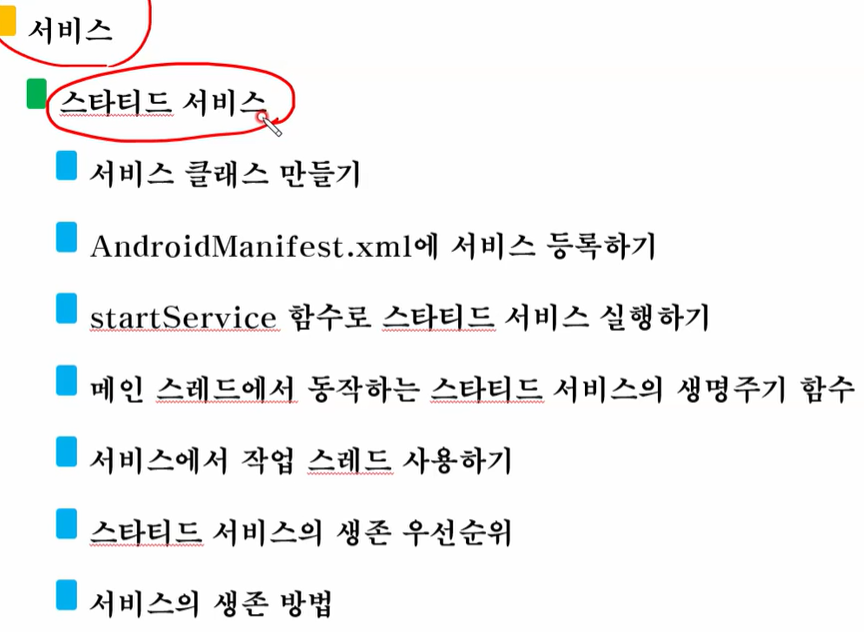 서비스
스타티드 서비스
서비스 클래스 만들기
AndroidManifest.xml에 서비스 등록하기
startService 함수로 스타티드 서비스 실행하기
메인 스레드에서 동작하는 스타티드 서비스의 생명주기 함수
서비스에서 작업 스레드 사용하기
스타티드 서비스의 생존 우선순위
서비스의 생존 방법